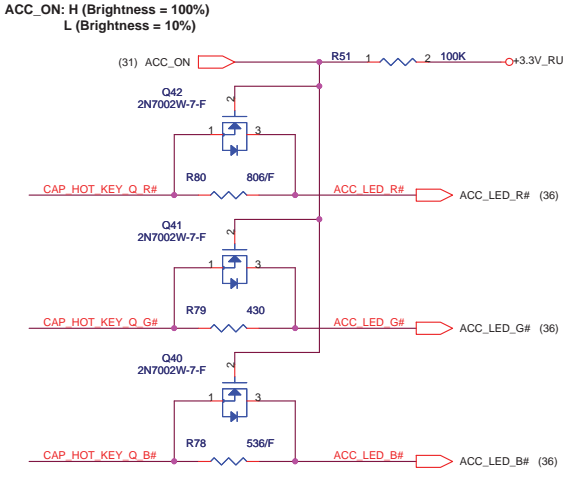 ACC_ON: H (Brightness = 100%)
L (Brightness = 10%)
(31) ACC_ON
R51 1 2 100K
+3.3V_RU
Q42
2N7002W-7-F
2
1 3
R80 806/F
CAP_HOT_KEY_Q_R# ACC_LED_R# ACC_LED_R# (36)
Q41
2N7002W-7-F
2
1 3
R79 430
CAP_HOT_KEY_Q_G# ACC_LED_G# ACC_LED_G# (36)
Q40
2N7002W-7-F
2
1 3
R78 536/F
CAP_HOT_KEY_Q_B# ACC_LED_B# ACC_LED_B# (36)